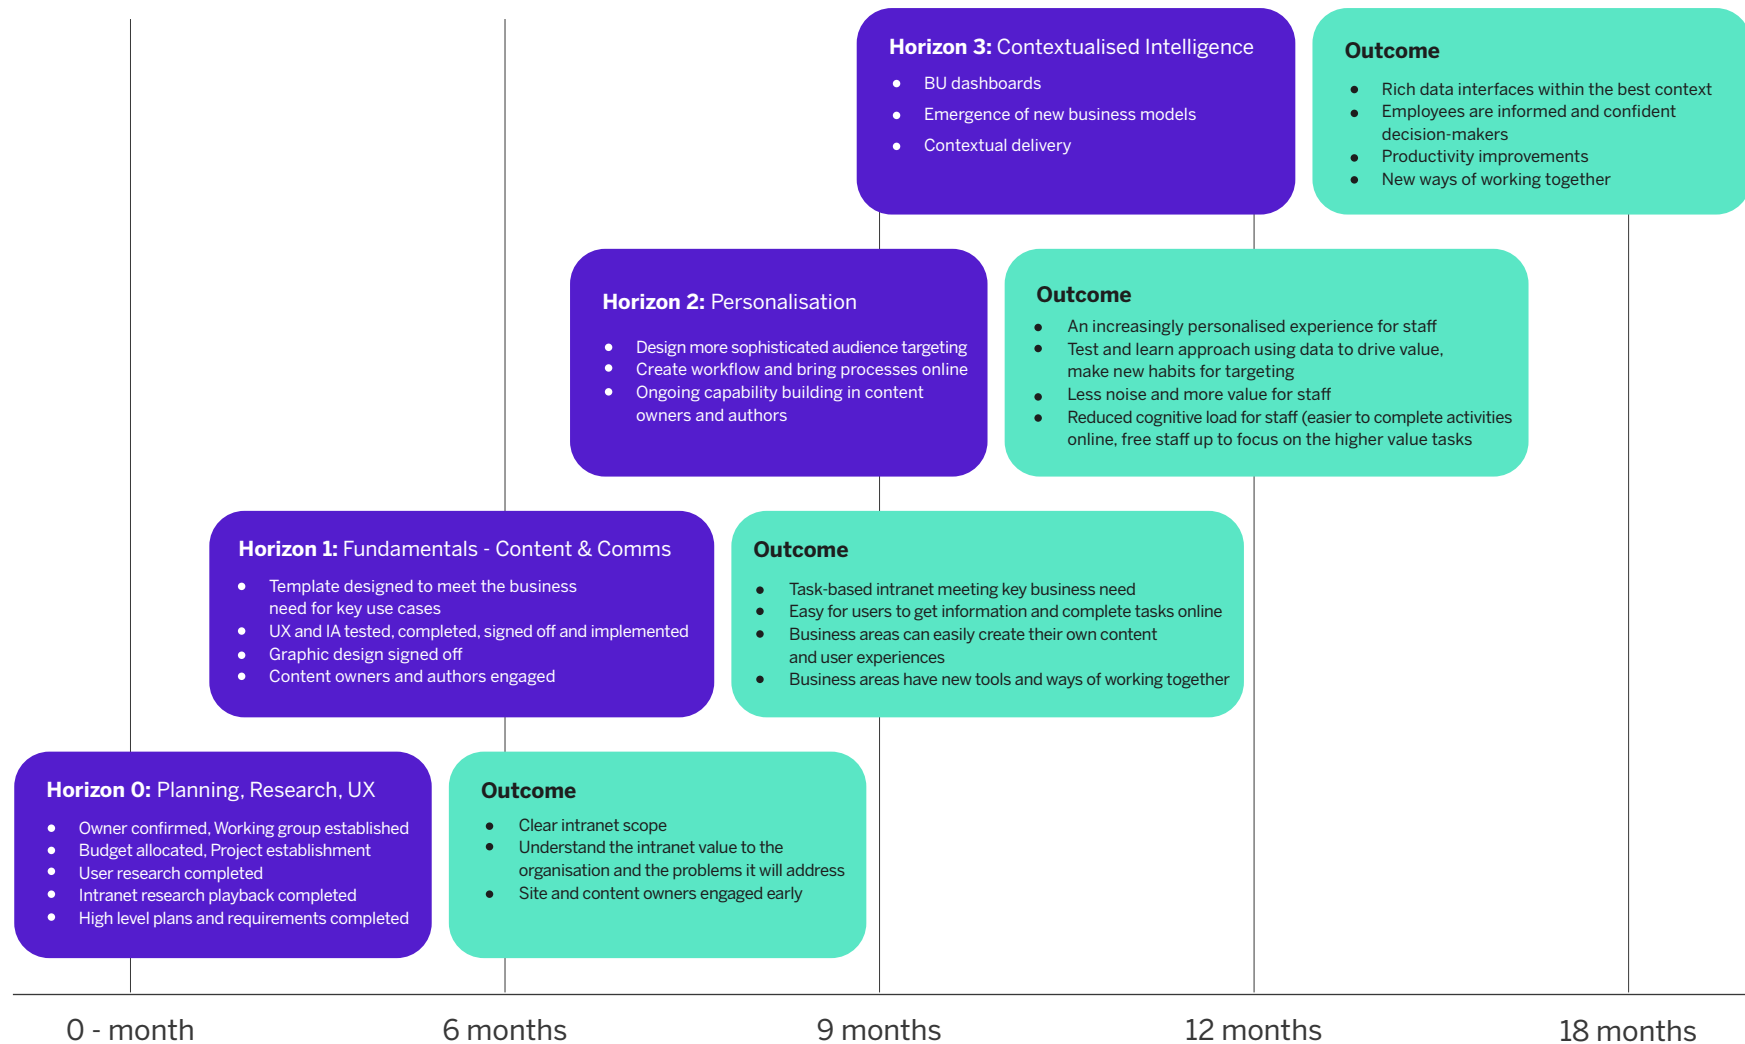 Horizon 3: Contextualised Intelligence
BU dashboards
Emergence of new business models
Contextual delivery
Outcome
Rich data interfaces within the best context
Employees are informed and confident
decision-makers
Productivity improvements
New ways of working together
Horizon 2: Personalisation
Design more sophisticated audience targeting
Create workflow and bring processes online
Ongoing capability building in content
owners and authors
Outcome
An increasingly personalised experience for staff
Test and learn approach using data to drive value,
make new habits for targeting
Less noise and more value for staff
Reduced cognitive load for staff (easier to complete activities
online, free staff up to focus on the higher value tasks
Horizon 1: Fundamentals - Content & Comms
Template designed to meet the business
need for key use cases
UX and IA tested, completed, signed off and implemented
Graphic design signed off
Content owners and authors engaged
Outcome
Task-based intranet meeting key business need
Easy for users to get information and complete tasks online
Business areas can easily create their own content
and user experiences
Business areas have new tools and ways of working together
Horizon 0: Planning, Research, UX
Owner confirmed, Working group established
Budget allocated, Project establishment
User research completed
Intranet research playback completed
High level plans and requirements completed
Outcome
Clear intranet scope
Understand the intranet value to the
organisation and the problems it will address
Site and content owners engaged early
0 - month
6 months
9 months
12 months
18 months